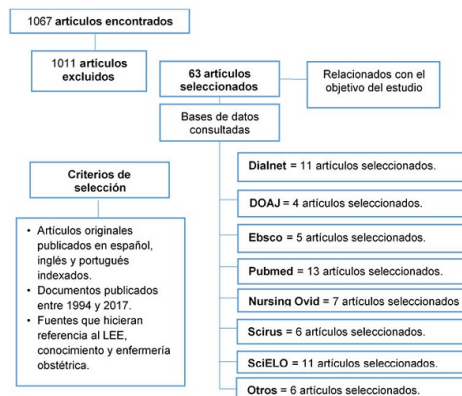 1067 artículos encontrados
1011 artículos
excluidos
63 artículos
seleccionados
Relacionados con el
objetivo del estudio
Bases de datos
consultadas
Criterios de
selección
• Artículos originales
publicados en español,
inglés y portugués
indexados.
• Documentos publicados
entre 1994 y 2017.
• Fuentes que hicieran
referencia al LEE,
conocimiento y enfermería
obstétrica.
Dialnet = 11 artículos seleccionados.
DOAJ = 4 artículos seleccionados.
Ebsco = 5 artículos seleccionados.
Pubmed = 13 artículos seleccionados.
Nursing Ovid = 7 artículos seleccionados
Scirus = 6 artículos seleccionados.
SciELO = 11 artículos seleccionados.
Otros = 6 artículos seleccionados.